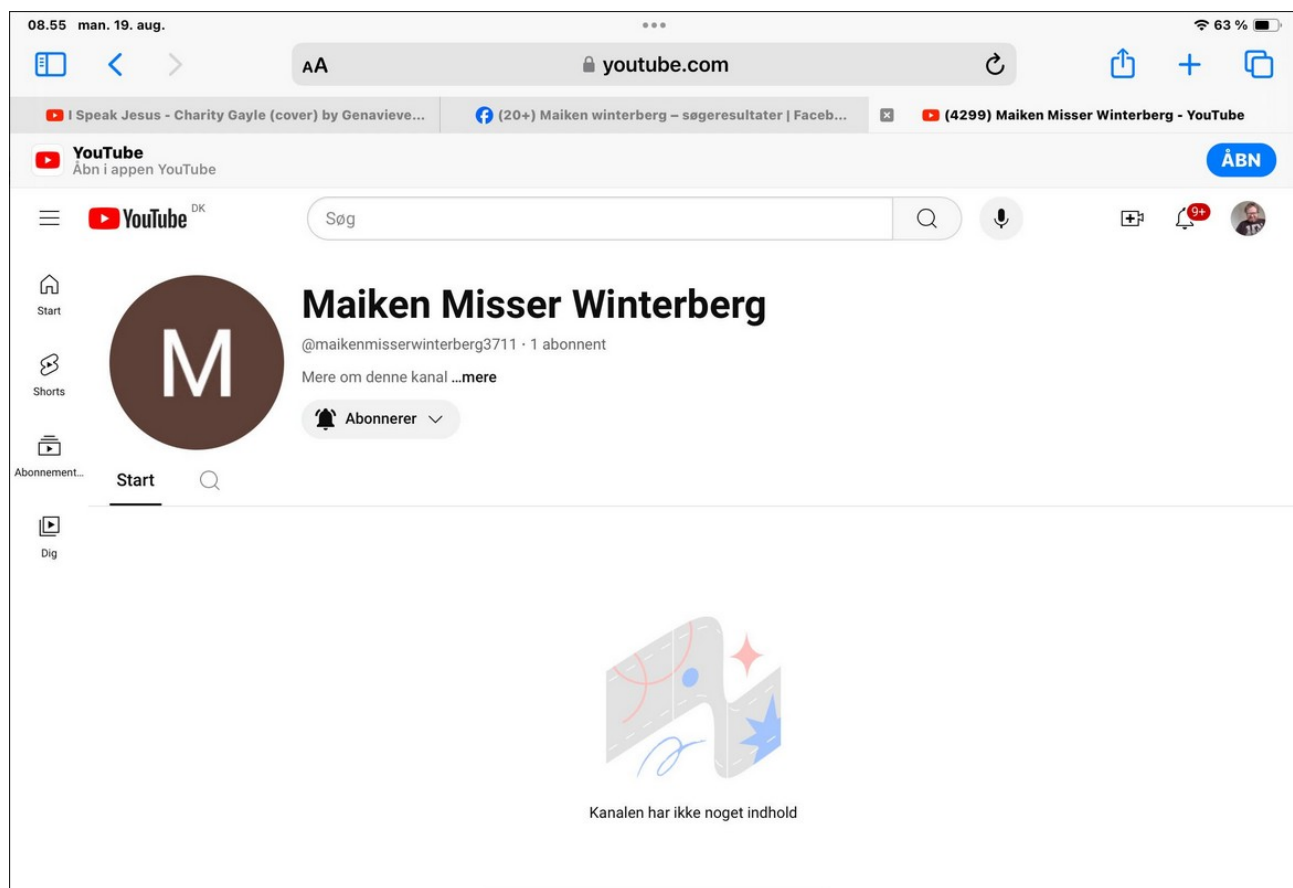 08.55 man. 19. aug.
63 %
AA
youtube.com
I Speak Jesus - Charity Gayle (cover) by Genavieve...
(20+) Maiken winterberg – søgeresultater | Faceb...
(4299) Maiken Misser Winterberg - YouTube
YouTube
Åbn i appen YouTube
ÅBN
YouTube DK
Søg
9+
Start
Shorts
Abonnement...
Dig
M
Maiken Misser Winterberg
@maikenmisserwinterberg3711 · 1 abonnent
Mere om denne kanal ...mere
Abonnerer
Start
Kanalen har ikke noget indhold